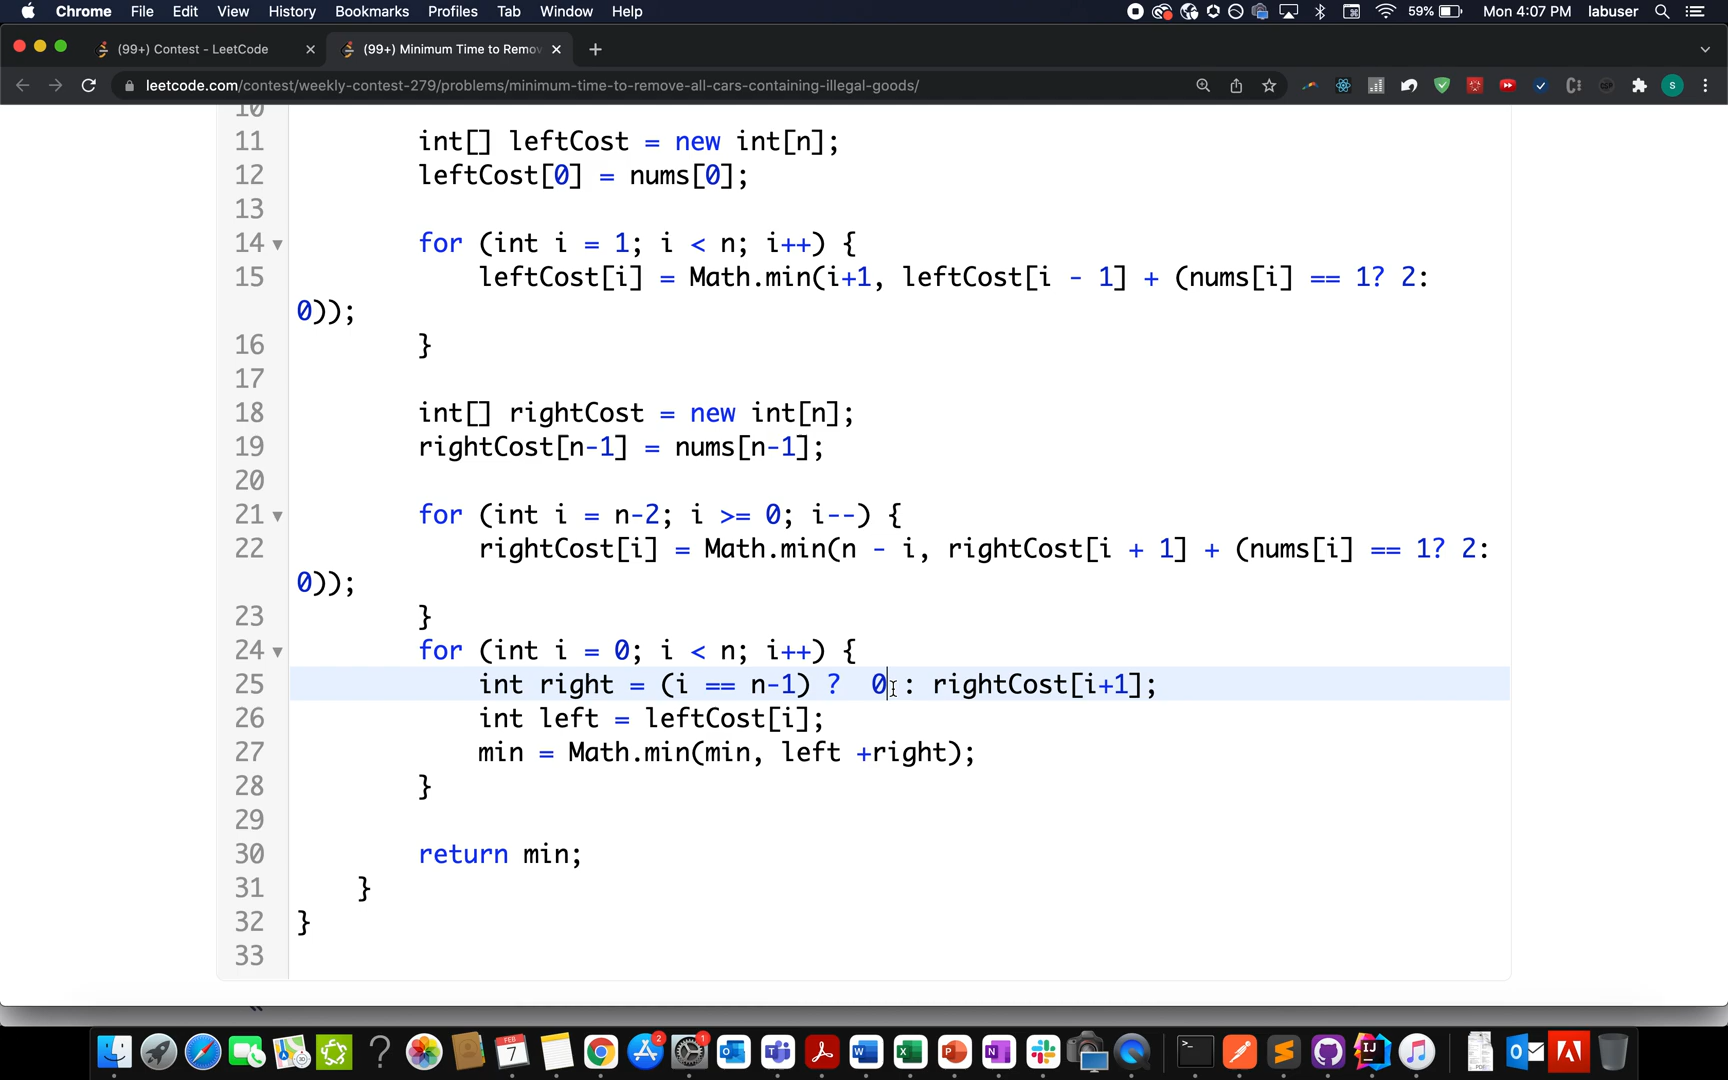 Chrome File Edit View History Bookmarks Profiles Tab Window Help 59% Mon 4:07 PM labuser
(99+) Contest - LeetCode (99+) Minimum Time to Remov
leetcode.com/contest/weekly-contest-279/problems/minimum-time-to-remove-all-cars-containing-illegal-goods/
10
11 int[] leftCost = new int[n];
12 leftCost[0] = nums[0];
13
14 for (int i = 1; i < n; i++) {
15 leftCost[i] = Math.min(i+1, leftCost[i - 1] + (nums[i] == 1? 2:
0));
16 }
17
18 int[] rightCost = new int[n];
19 rightCost[n-1] = nums[n-1];
20
21 for (int i = n-2; i >= 0; i--) {
22 rightCost[i] = Math.min(n - i, rightCost[i + 1] + (nums[i] == 1? 2:
0));
23 }
24 for (int i = 0; i < n; i++) {
25 int right = (i == n-1) ?  0 : rightCost[i+1];
26 int left = leftCost[i];
27 min = Math.min(min, left +right);
28 }
29
30 return min;
31 }
32 }
33